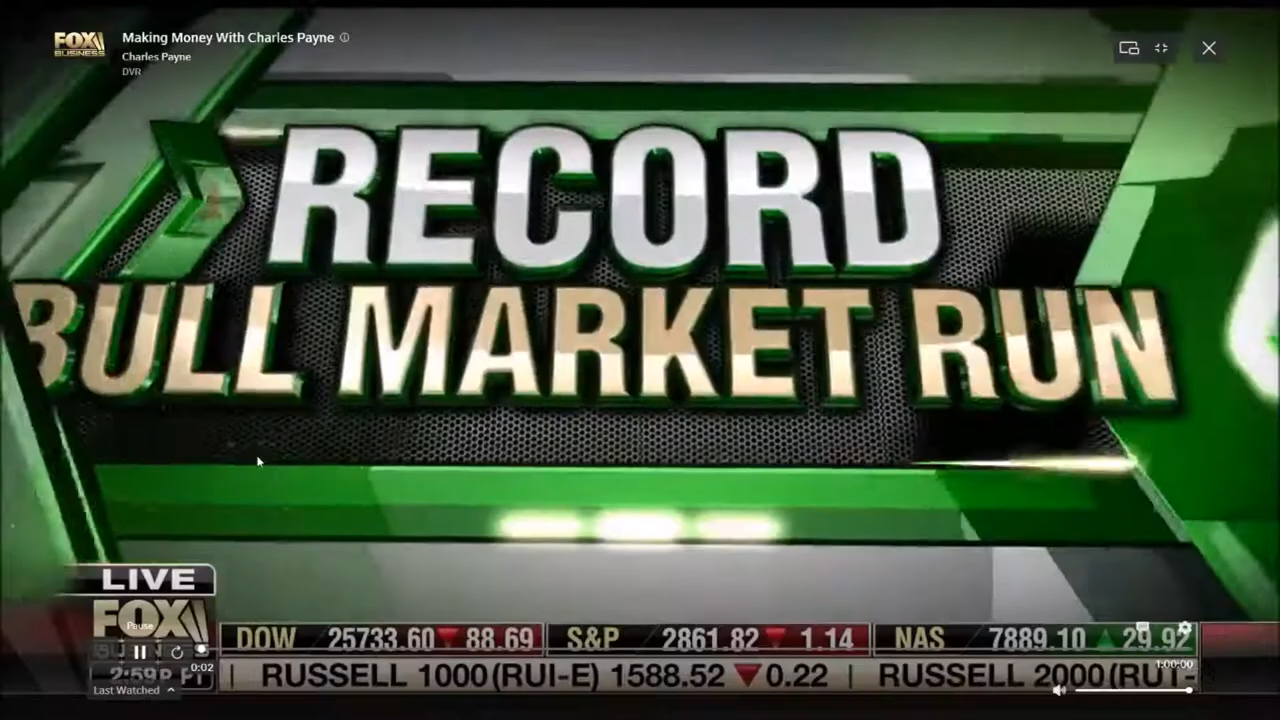 FOX
BUSINESS
Making Money With Charles Payne
Charles Payne
DVR
RECORD
BULL MARKET RUN
LIVE
FOX
Pause
DOW 25733.60 88.69 S&P 2861.82 1.14 NAS 7889.10 29.92
0:02
1:00:00
2:59P
RUSSELL 1000 (RUI-E) 1588.52 0.22 RUSSELL 2000 (RUT-
Last Watched